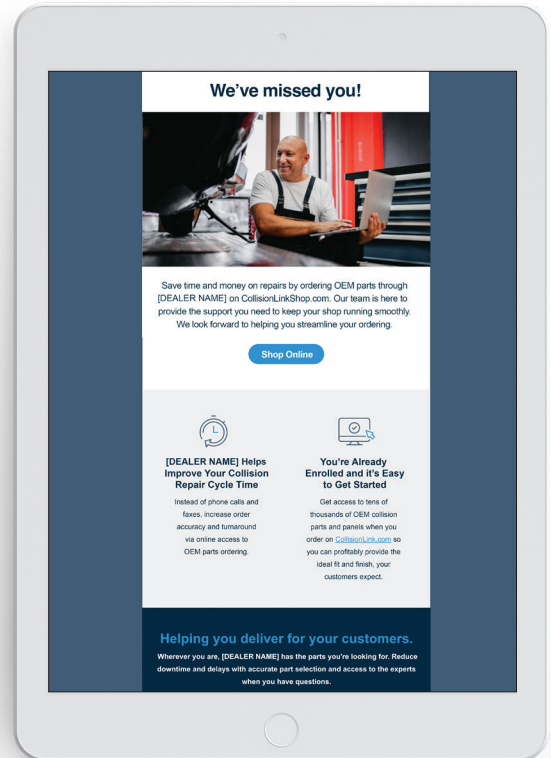 We've missed you!
Save time and money on repairs by ordering OEM parts through
[DEALER NAME] on CollisionLinkShop.com. Our team is here to
provide the support you need to keep your shop running smoothly.
We look forward to helping you streamline your ordering.
Shop Online
[DEALER NAME] Helps
Improve Your Collision
Repair Cycle Time
Instead of phone calls and
faxes, increase order
accuracy and turnaround
via online access to
OEM parts ordering.
You're Already
Enrolled and it's Easy
to Get Started
Get access to tens of
thousands of OEM collision
parts and panels when you
order on CollisionLink.com so
you can profitably provide the
ideal fit and finish, your
customers expect.
Helping you deliver for your customers.
Wherever you are, [DEALER NAME] has the parts you're looking for. Reduce
downtime and delays with accurate part selection and access to the experts
when you have questions.